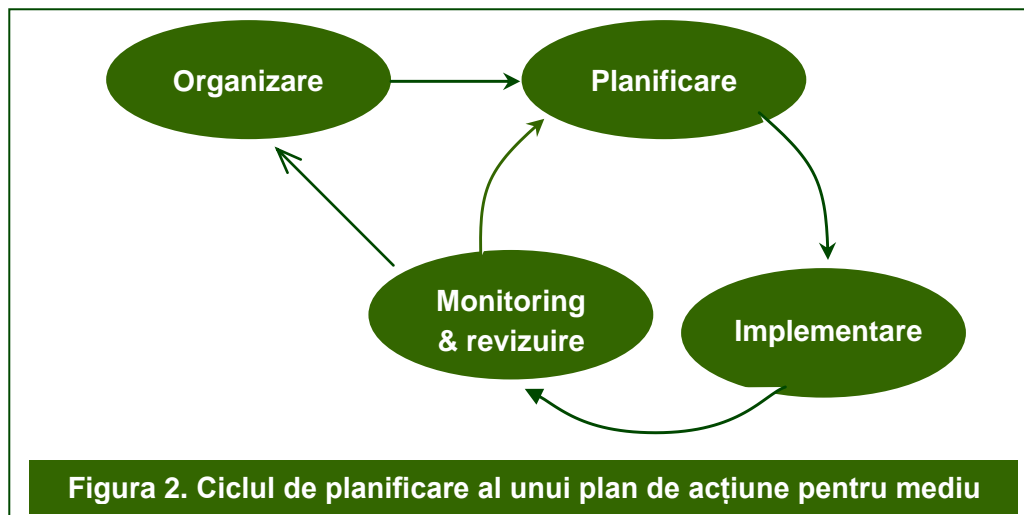 Organizare
Planificare
Monitoring
& revizuire
Implementare
Figura 2. Ciclul de planificare al unui plan de acțiune pentru mediu